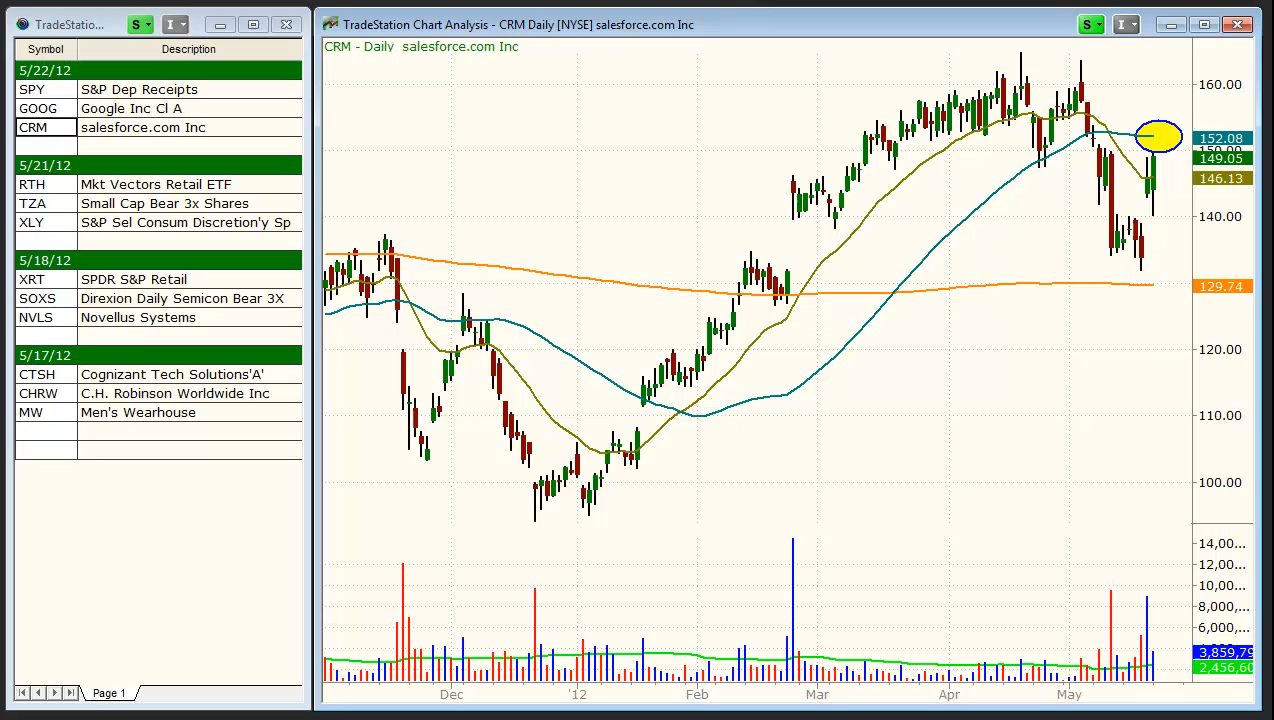 TradeStation...
S
I
Symbol Description
5/22/12
SPY S&P Dep Receipts
GOOG Google Inc Cl A
CRM salesforce.com Inc
5/21/12
RTH Mkt Vectors Retail ETF
TZA Small Cap Bear 3x Shares
XLY S&P Sel Consum Discretion'y Sp
5/18/12
XRT SPDR S&P Retail
SOXS Direxion Daily Semicon Bear 3X
NVLS Novellus Systems
5/17/12
CTSH Cognizant Tech Solutions'A'
CHRW C.H. Robinson Worldwide Inc
MW Men's Wearhouse
Page 1
TradeStation Chart Analysis - CRM Daily [NYSE] salesforce.com Inc
S
I
CRM - Daily salesforce.com Inc
160.00
152.08
150.00
149.05
146.13
140.00
129.74
120.00
110.00
100.00
14,00...
12,00...
10,00...
8,000,...
6,000,...
3,859,79
2,456,60
Dec '12 Feb Mar Apr May